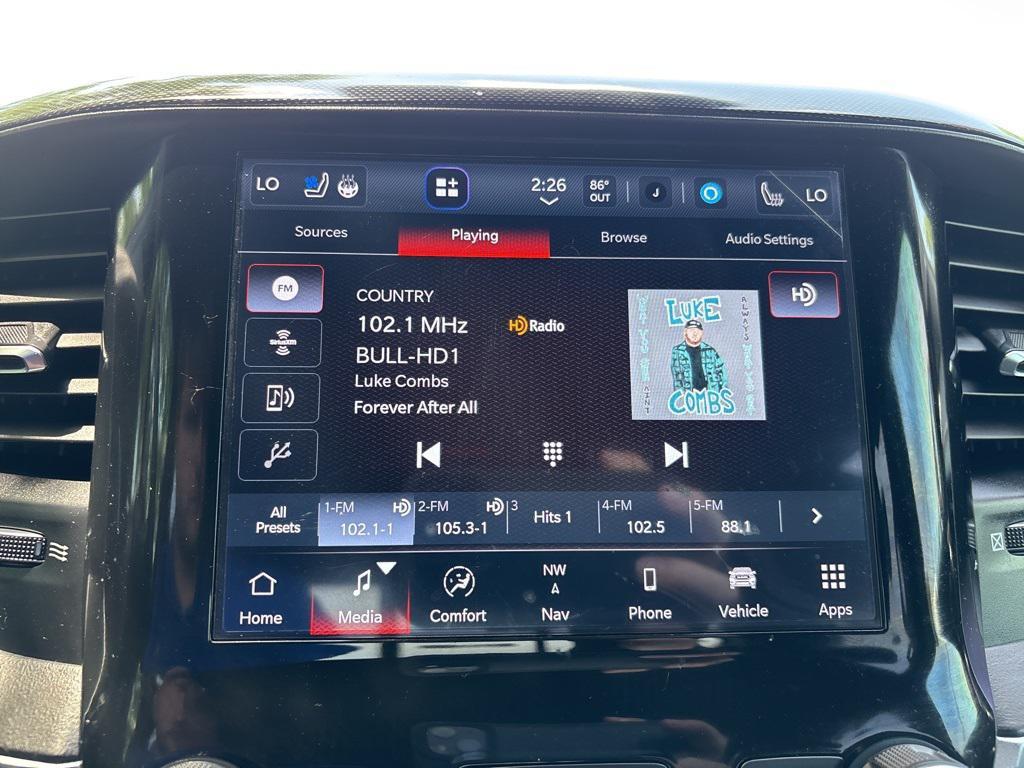 LO
2:26
86°
OUT
J
LO
Sources
Playing
Browse
Audio Settings
FM
SiriusXM
COUNTRY
102.1 MHz
HD Radio
BULL-HD1
Luke Combs
Forever After All
LUKE
COMBS
HD
All
Presets
1-FM HD
102.1-1
2-FM HD
105.3-1
3
Hits 1
4-FM
102.5
5-FM
88.1
Home
Media
Comfort
NW
Nav
Phone
Vehicle
Apps